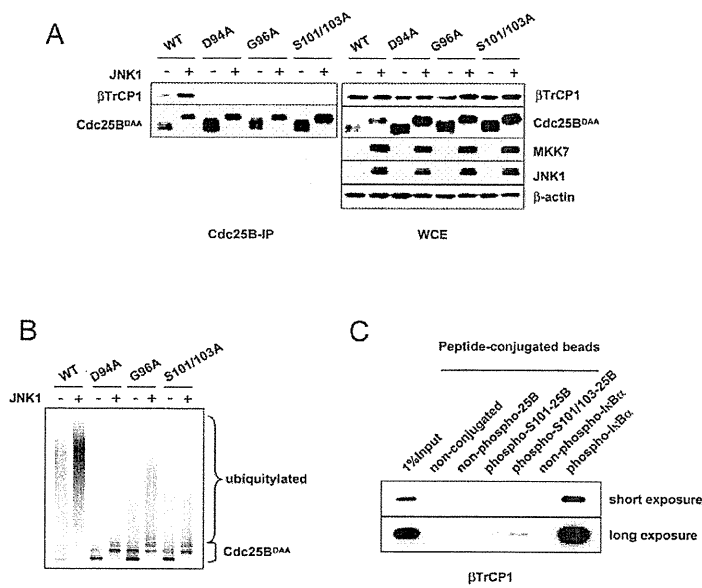 A
WT D94A G96A S101/103A WT D94A G96A S101/103A
JNK1 - + - + - + - + - + - + - + - +
βTrCP1 βTrCP1
Cdc25BDAA Cdc25BDAA
MKK7
JNK1
β-actin
Cdc25B-IP WCE
B
WT D94A G96A S101/103A
JNK1 - + - + - + - +
ubiquitylated
Cdc25BDAA
C
Peptide-conjugated beads
1%Input non-conjugated non-phospho-25B phospho-S101-25B phospho-S101/103-25B non-phospho-IκBα phospho-IκBα
short exposure
long exposure
βTrCP1